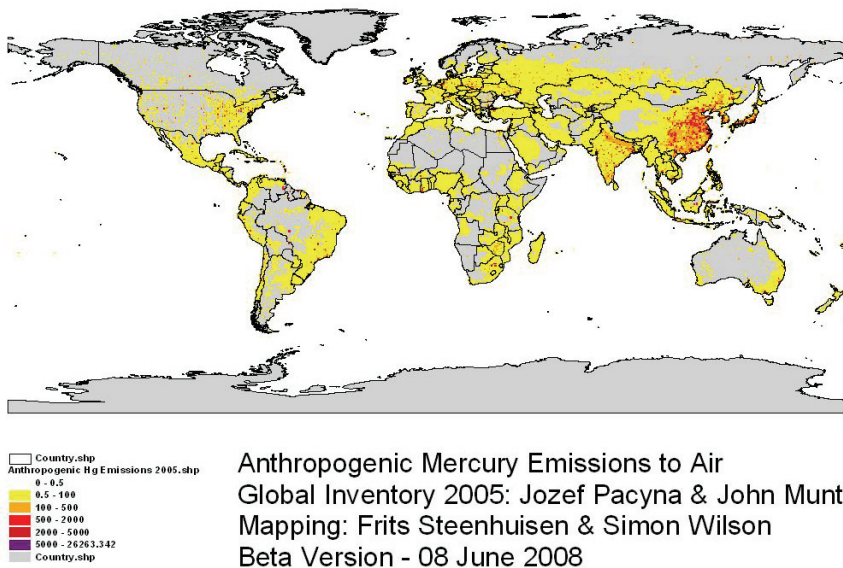 Country.shp
Anthropogenic Hg Emissions 2005.shp
0 - 0.5
0.5 - 100
100 - 500
500 - 2000
2000 - 5000
5000 - 26263.342
Country.shp
Anthropogenic Mercury Emissions to Air
Global Inventory 2005: Jozef Pacyna & John Munt
Mapping: Frits Steenhuisen & Simon Wilson
Beta Version - 08 June 2008